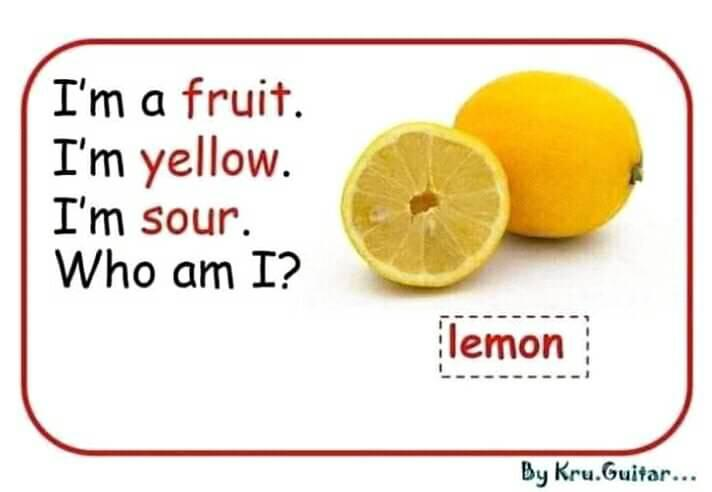 I'm a fruit.
I'm yellow.
I'm sour.
Who am I?
lemon
By Kru.Guitar...